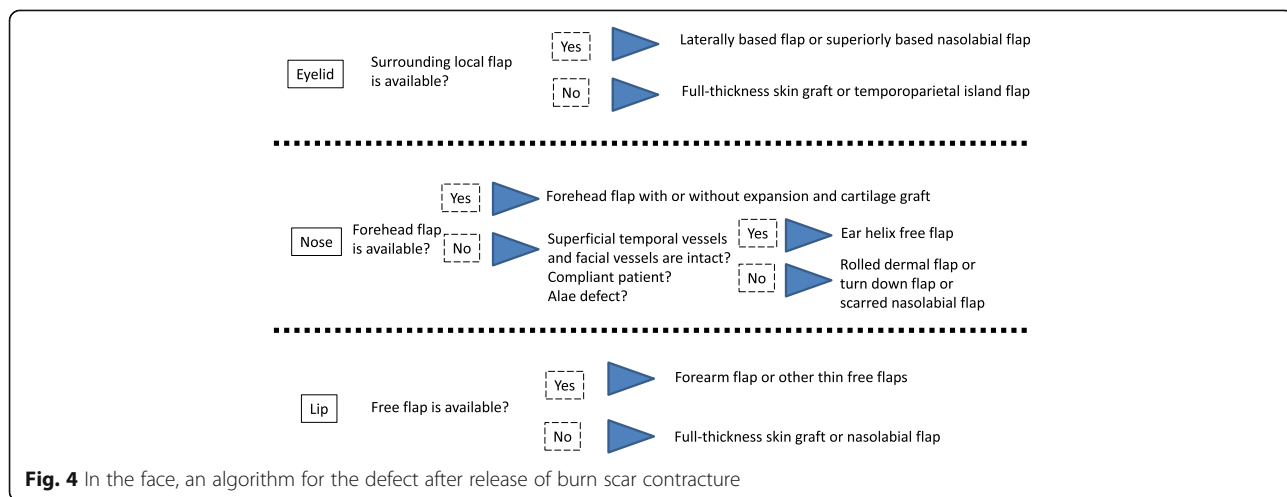 Eyelid
Surrounding local flap
is available?
Yes
Laterally based flap or superiorly based nasolabial flap
No
Full-thickness skin graft or temporoparietal island flap
Nose
Forehead flap
is available?
Yes
Forehead flap with or without expansion and cartilage graft
No
Superficial temporal vessels
and facial vessels are intact?
Compliant patient?
Alae defect?
Yes
Ear helix free flap
No
Rolled dermal flap or
turn down flap or
scarred nasolabial flap
Lip
Free flap is available?
Yes
Forearm flap or other thin free flaps
No
Full-thickness skin graft or nasolabial flap
Fig. 4 In the face, an algorithm for the defect after release of burn scar contracture